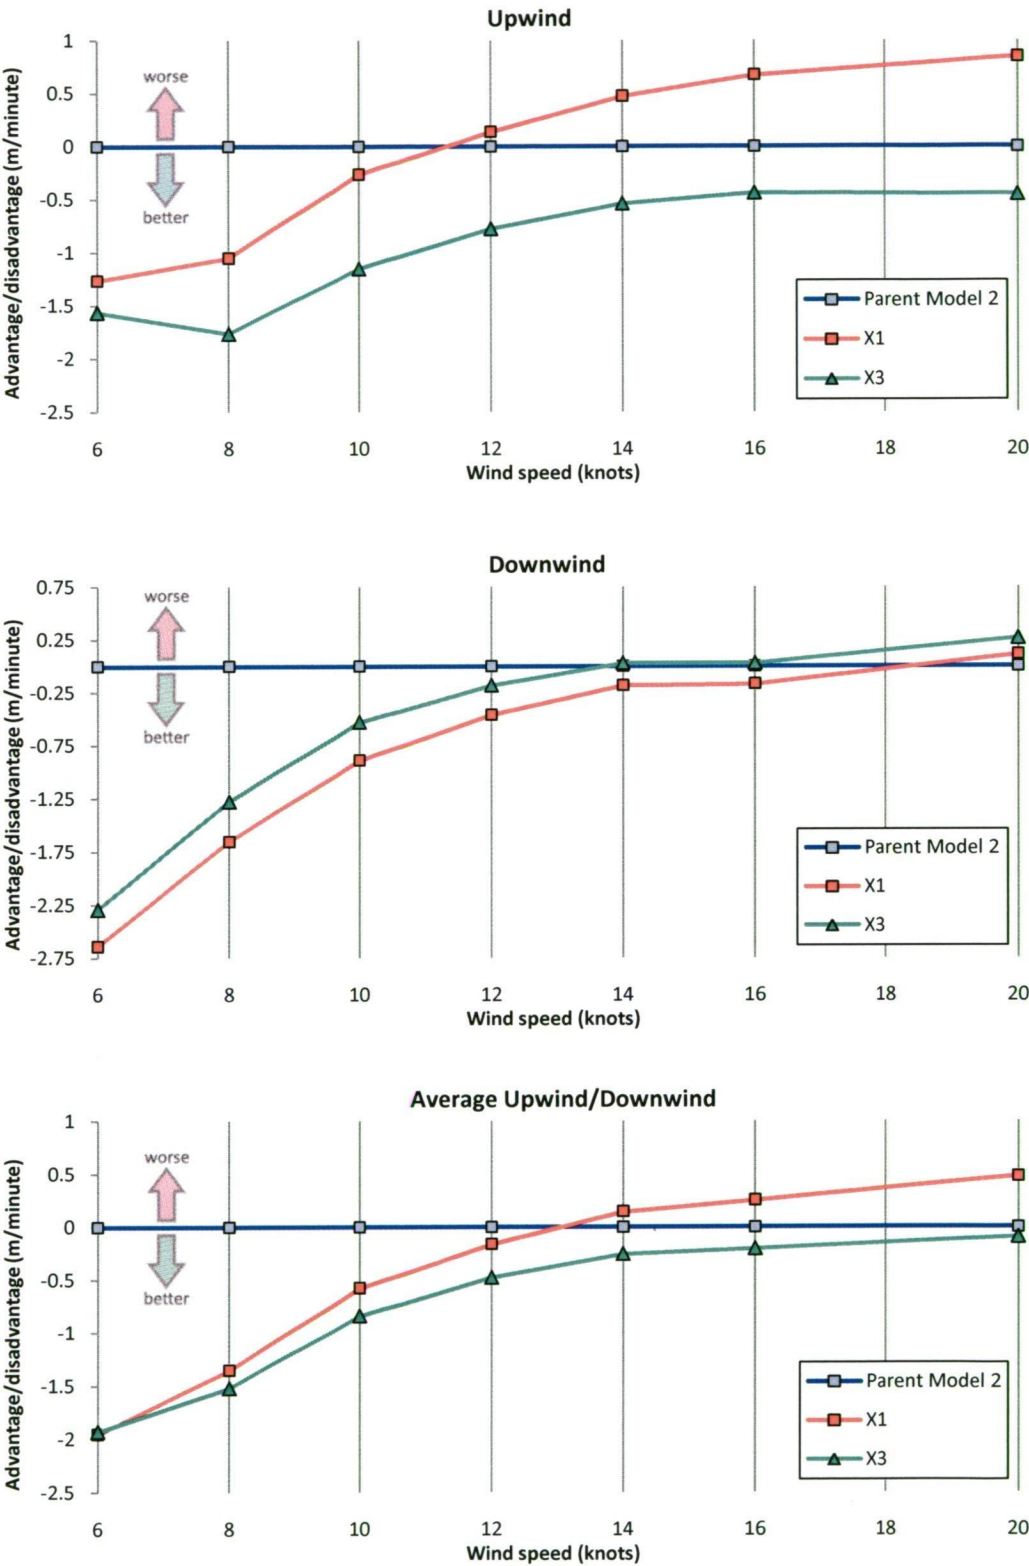 Upwind
Advantage/disadvantage (m/minute)
1
0.5
0
-0.5
-1
-1.5
-2
-2.5
worse
better
Parent Model 2
X1
X3
6 8 10 12 14 16 18 20
Wind speed (knots)
Downwind
Advantage/disadvantage (m/minute)
0.75
0.25
-0.25
-0.75
-1.25
-1.75
-2.25
-2.75
worse
better
Parent Model 2
X1
X3
6 8 10 12 14 16 18 20
Wind speed (knots)
Average Upwind/Downwind
Advantage/disadvantage (m/minute)
1
0.5
0
-0.5
-1
-1.5
-2
-2.5
worse
better
Parent Model 2
X1
X3
6 8 10 12 14 16 18 20
Wind speed (knots)